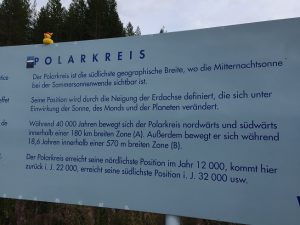 POLARKREIS
Der Polarkreis ist die südlichste geographische Breite, wo die Mitternachtsonne
bei der Sommersonnenwende sichtbar ist.
Seine Position wird durch die Neigung der Erdachse definiert, die sich unter
Einwirkung der Sonne, des Monds und der Planeten verändert.
Während 40 000 Jahren bewegt sich der Polarkreis nordwärts und südwärts
innerhalb einer 180 km breiten Zone (A). Außerdem bewegt er sich während
18,6 Jahren innerhalb einer 570 m breiten Zone (B).
Der Polarkreis erreicht seine nördlichste Position im Jahr 12 000, kommt hier
zurück i. J. 22 000, erreicht seine südlichste Position i. J. 32 000 usw.